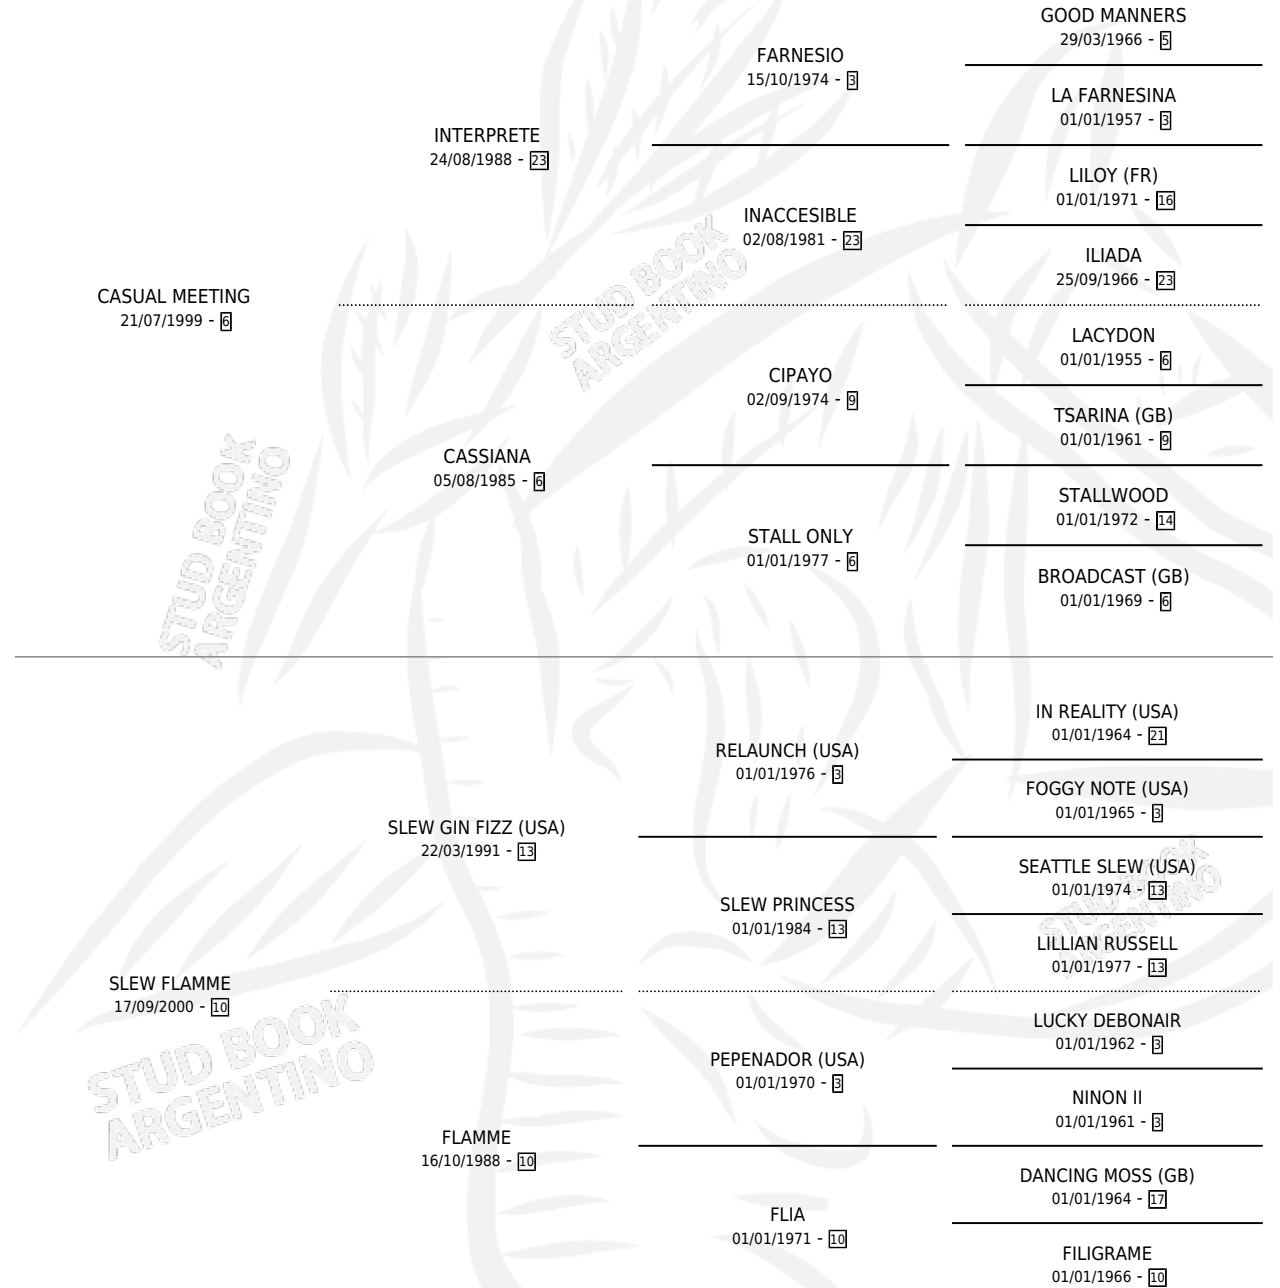 GOOD MANNERS
29/03/1966 - 5
FARNESIO
15/10/1974 - 3
LA FARNESINA
01/01/1957 - 3
INTERPRETE
24/08/1988 - 23
LILOY (FR)
01/01/1971 - 16
INACCESIBLE
02/08/1981 - 23
ILIADA
25/09/1966 - 23
CASUAL MEETING
21/07/1999 - 6
LACYDON
01/01/1955 - 6
CIPAYO
02/09/1974 - 9
TSARINA (GB)
01/01/1961 - 9
CASSIANA
05/08/1985 - 6
STALLWOOD
01/01/1972 - 14
STALL ONLY
01/01/1977 - 6
BROADCAST (GB)
01/01/1969 - 6
IN REALITY (USA)
01/01/1964 - 21
RELAUNCH (USA)
01/01/1976 - 3
FOGGY NOTE (USA)
01/01/1965 - 3
SLEW GIN FIZZ (USA)
22/03/1991 - 13
SEATTLE SLEW (USA)
01/01/1974 - 13
SLEW PRINCESS
01/01/1984 - 13
LILLIAN RUSSELL
01/01/1977 - 13
SLEW FLAMME
17/09/2000 - 10
LUCKY DEBONAIR
01/01/1962 - 3
PEPENADOR (USA)
01/01/1970 - 3
NINON II
01/01/1961 - 3
FLAMME
16/10/1988 - 10
DANCING MOSS (GB)
01/01/1964 - 17
FLIA
01/01/1971 - 10
FILIGRAME
01/01/1966 - 10
STUD BOOK
ARGENTINO
STUD BOOK
ARGENTINO
STUD BOOK
ARGENTINO
STUD BOOK
ARGENTINO